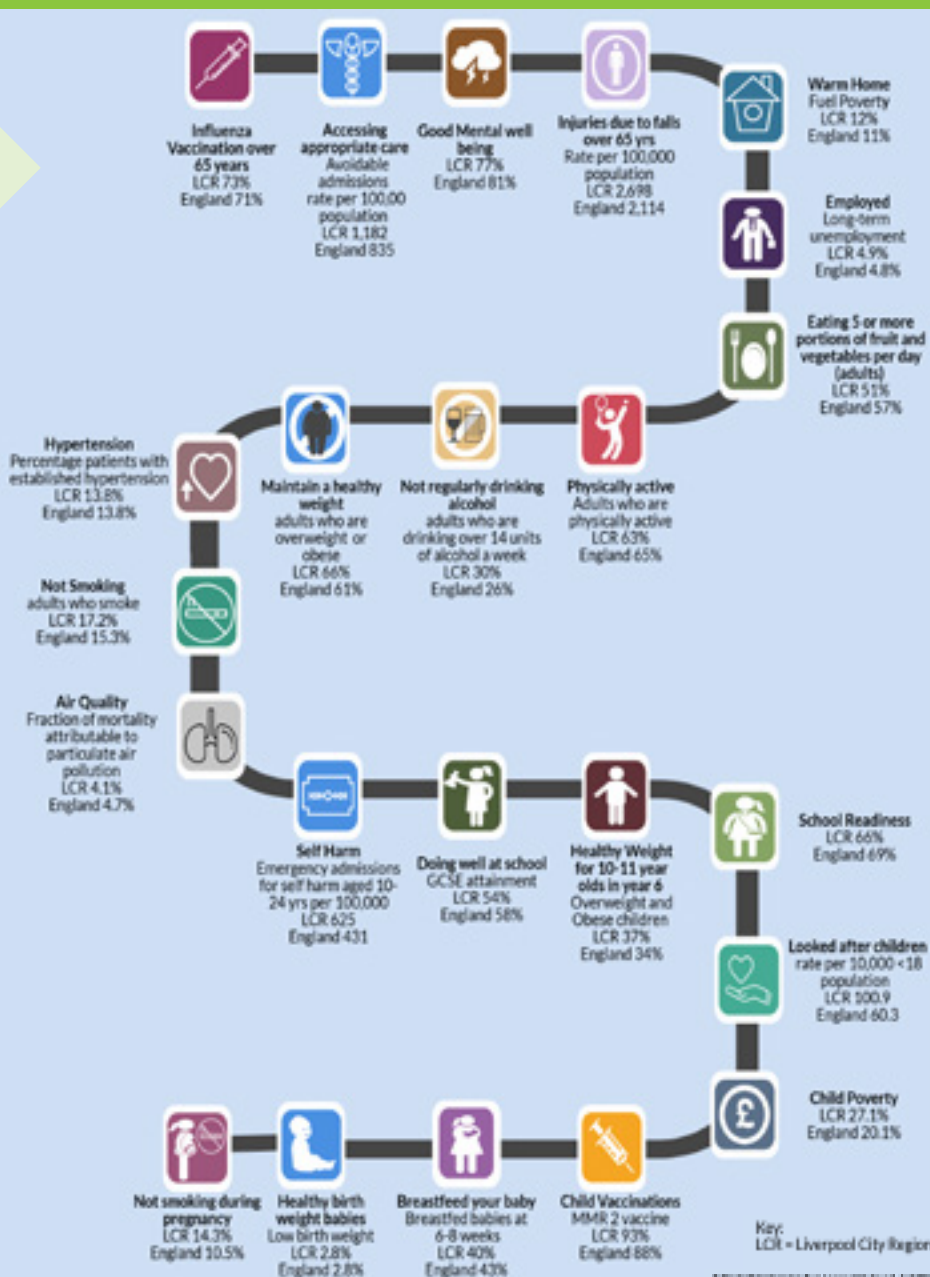 Influenza
Vaccination over
65 years
LCR 73%
England 71%
Accessing
appropriate care
Avoidable
admissions
rate per 100,00
population
LCR 1,182
England 835
Good Mental well
being
LCR 77%
England 81%
Injuries due to falls
over 65 yrs
Rate per 100,000
population
LCR 2,698
England 2,114
Warm Home
Fuel Poverty
LCR 12%
England 11%
Employed
Long-term
unemployment
LCR 4.9%
England 4.8%
Eating 5 or more
portions of fruit and
vegetables per day
(adults)
LCR 51%
England 57%
Hypertension
Percentage patients with
established hypertension
LCR 13.8%
England 13.8%
Maintain a healthy
weight
adults who are
overweight or
obese
LCR 66%
England 61%
Not regularly drinking
alcohol
adults who are
drinking over 14 units
of alcohol a week
LCR 30%
England 26%
Physically active
Adults who are
physically active
LCR 63%
England 65%
Not Smoking
adults who smoke
LCR 17.2%
England 15.3%
Air Quality
Fraction of mortality
attributable to
particulate air
pollution
LCR 4.1%
England 4.7%
Self Harm
Emergency admissions
for self harm aged 10-
24 yrs per 100,000
LCR 625
England 431
Doing well at school
GCSE attainment
LCR 54%
England 58%
Healthy Weight
for 10-11 year
olds in year 6
Overweight and
Obese children
LCR 37%
England 34%
School Readiness
LCR 66%
England 69%
Looked after children
rate per 10,000 <18
population
LCR 100.9
England 60.3
Child Poverty
LCR 27.1%
England 20.1%
£
Not smoking during
pregnancy
LCR 14.3%
England 10.5%
Healthy birth
weight babies
Low birth weight
LCR 2.8%
England 2.8%
Breastfeed your baby
Breastfed babies at
6-8 weeks
LCR 40%
England 43%
Child Vaccinations
MMR 2 vaccine
LCR 93%
England 88%
Key:
LCR = Liverpool City Region